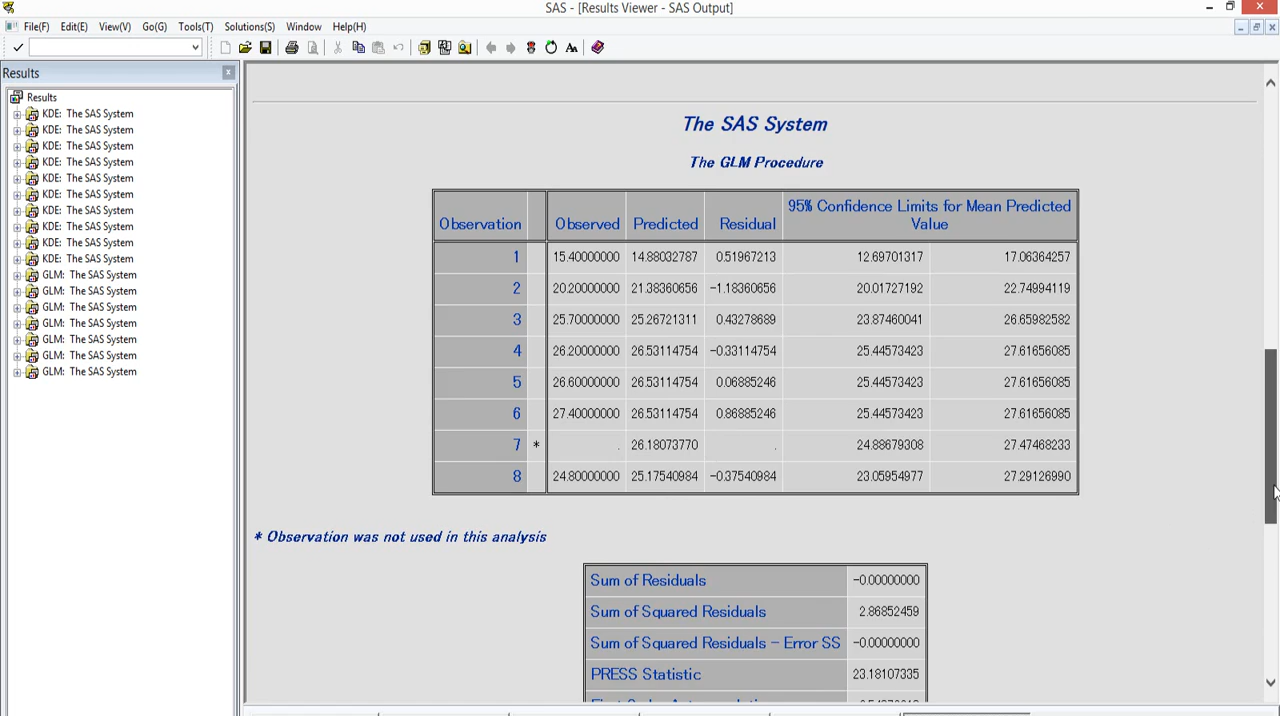 SAS - [Results Viewer - SAS Output]
File(F) Edit(E) View(V) Go(G) Tools(T) Solutions(S) Window Help(H)
Results
Results
KDE: The SAS System
KDE: The SAS System
KDE: The SAS System
KDE: The SAS System
KDE: The SAS System
KDE: The SAS System
KDE: The SAS System
KDE: The SAS System
KDE: The SAS System
KDE: The SAS System
GLM: The SAS System
GLM: The SAS System
GLM: The SAS System
GLM: The SAS System
GLM: The SAS System
GLM: The SAS System
GLM: The SAS System
The SAS System
The GLM Procedure
Observation Observed Predicted Residual 95% Confidence Limits for Mean Predicted
Value
1 15.40000000 14.88032787 0.51967213 12.69701317 17.06364257
2 20.20000000 21.38360656 -1.18360656 20.01727192 22.74994119
3 25.70000000 25.26721311 0.43278689 23.87460041 26.65982582
4 26.20000000 26.53114754 -0.33114754 25.44573423 27.61656085
5 26.60000000 26.53114754 0.06885246 25.44573423 27.61656085
6 27.40000000 26.53114754 0.86885246 25.44573423 27.61656085
7 * . 26.18073770 . 24.88679308 27.47468233
8 24.80000000 25.17540984 -0.37540984 23.05954977 27.29126990
* Observation was not used in this analysis
Sum of Residuals -0.00000000
Sum of Squared Residuals 2.86852459
Sum of Squared Residuals - Error SS -0.00000000
PRESS Statistic 23.18107335